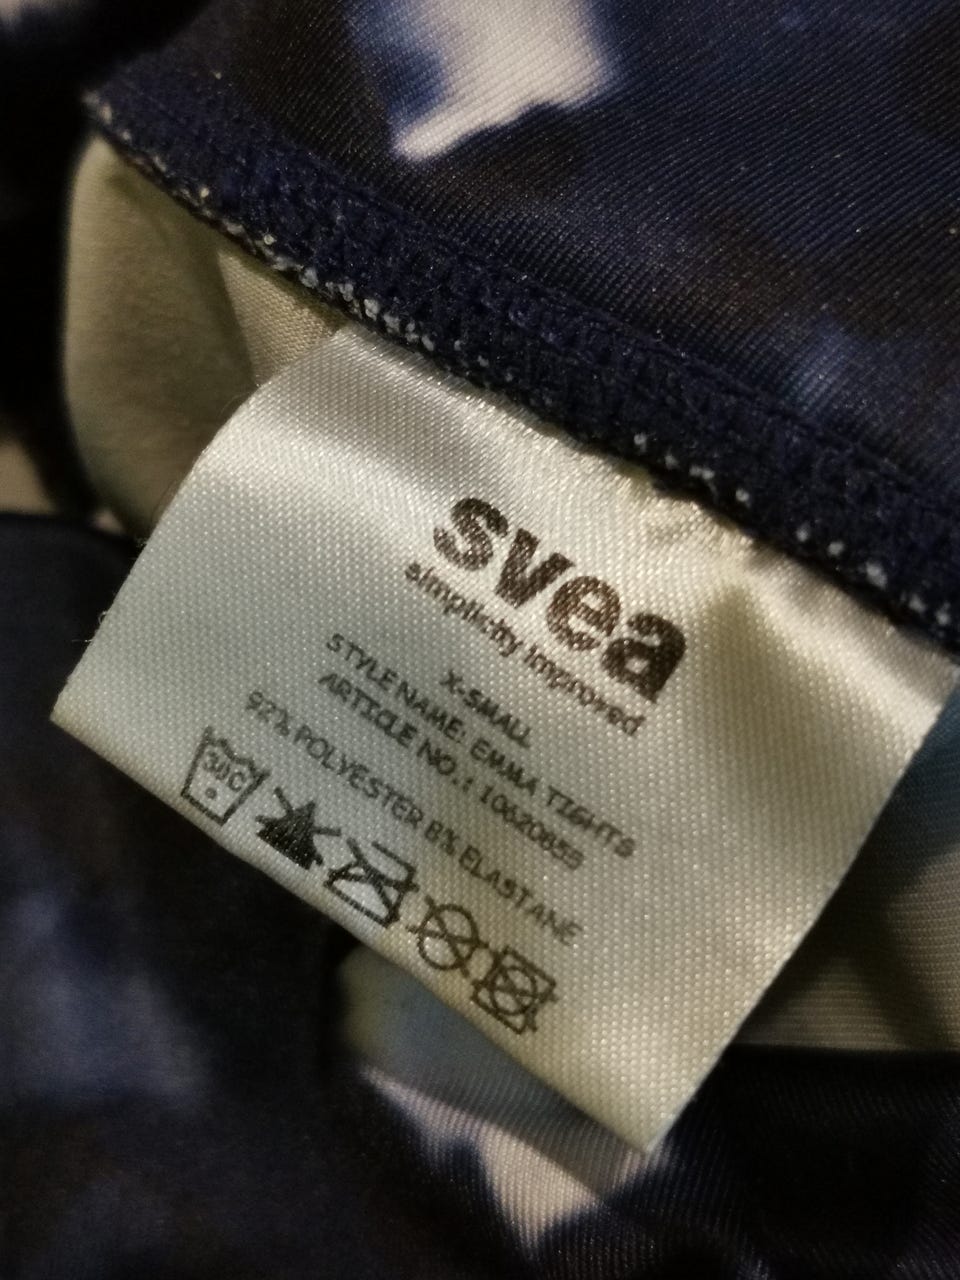 svea
simplicity improved
X-SMALL
STYLE NAME: EMMA TIGHTS
ARTICLE NO.: 10620859
92% POLYESTER 8% ELASTANE
30°C